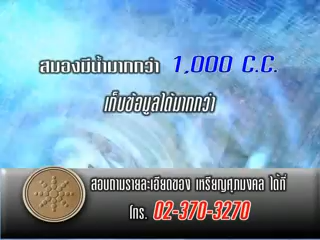 สมองมีน้ำมากกว่า 1,000 C.C.
เก็บข้อมูลได้มากกว่า
สอบถามรายละเอียดของ เหรียญศุภมงคล ได้ที่
โทร. 02-370-3270